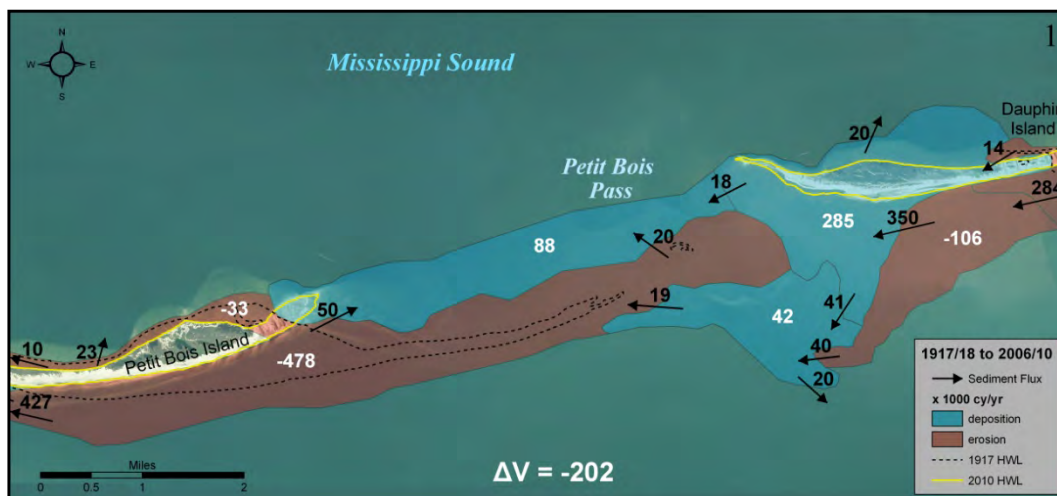 1
N
W E
S
Mississippi Sound
Dauphin
Island
20
14
Petit Bois
Pass
18
284
285
350
-106
88
20
-33
50
19
42
41
10
23
Petit Bois Island
-478
40
20
427
1917/18 to 2006/10
Sediment Flux
x 1000 cy/yr
deposition
erosion
1917 HWL
2010 HWL
Miles
0 0.5 1 2
ΔV = -202